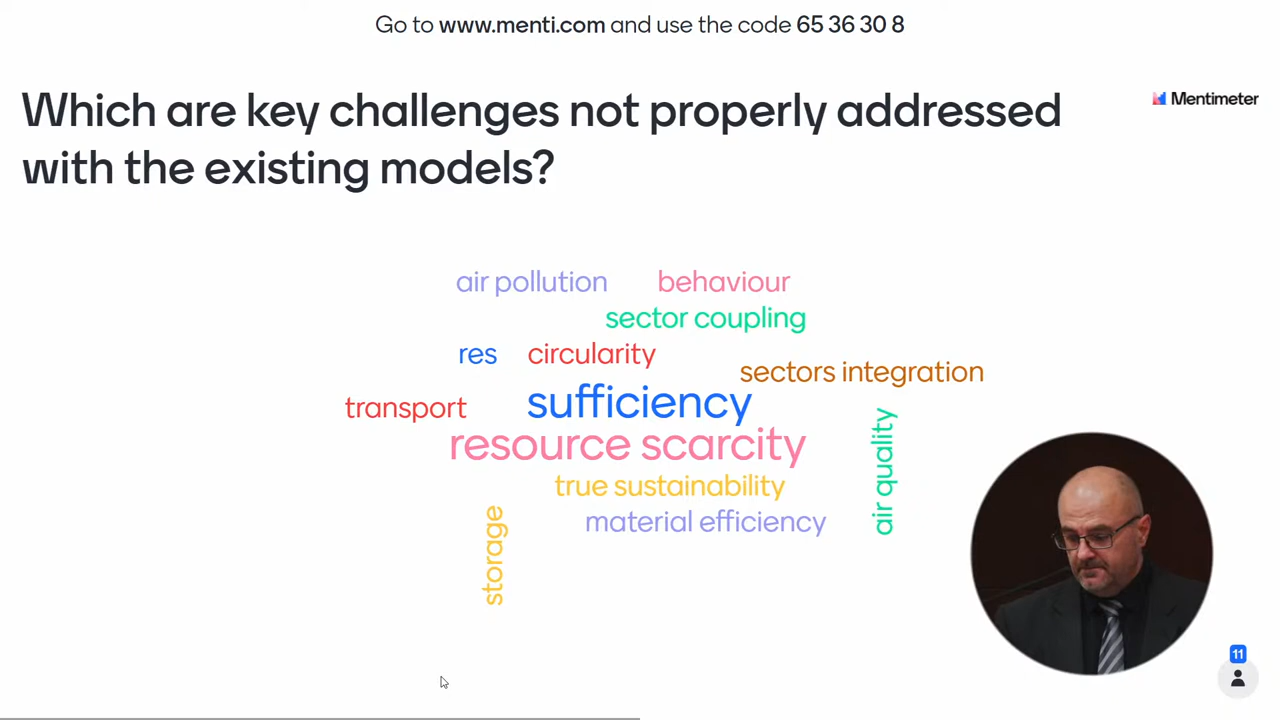 Go to www.menti.com and use the code 65 36 30 8
Which are key challenges not properly addressed
with the existing models?
Mentimeter
air pollution
behaviour
sector coupling
res
circularity
sectors integration
transport
sufficiency
resource scarcity
air quality
true sustainability
material efficiency
storage
11